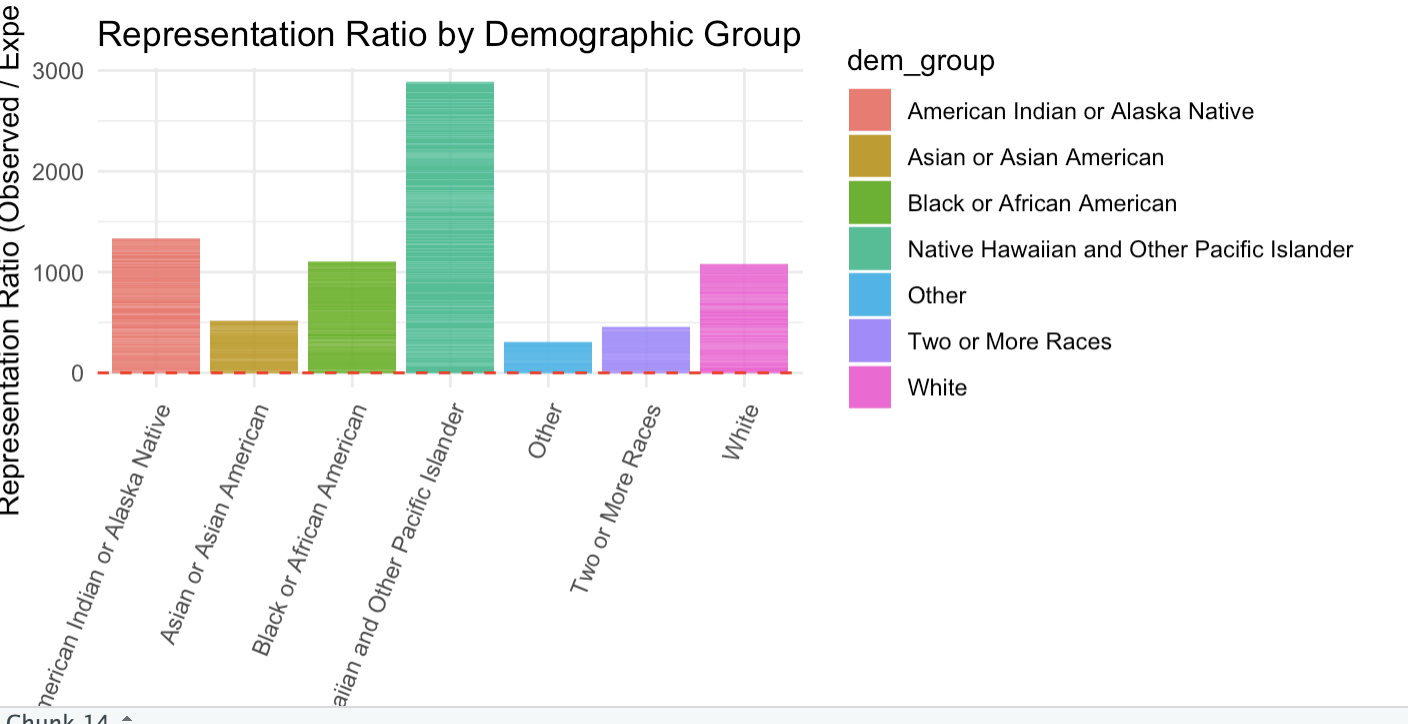 Representation Ratio by Demographic Group
Representation Ratio (Observed / Expe
3000
2000
1000
0
American Indian or Alaska Native
Asian or Asian American
Black or African American
aiian and Other Pacific Islander
Other
Two or More Races
White
dem_group
American Indian or Alaska Native
Asian or Asian American
Black or African American
Native Hawaiian and Other Pacific Islander
Other
Two or More Races
White
Chunk 14